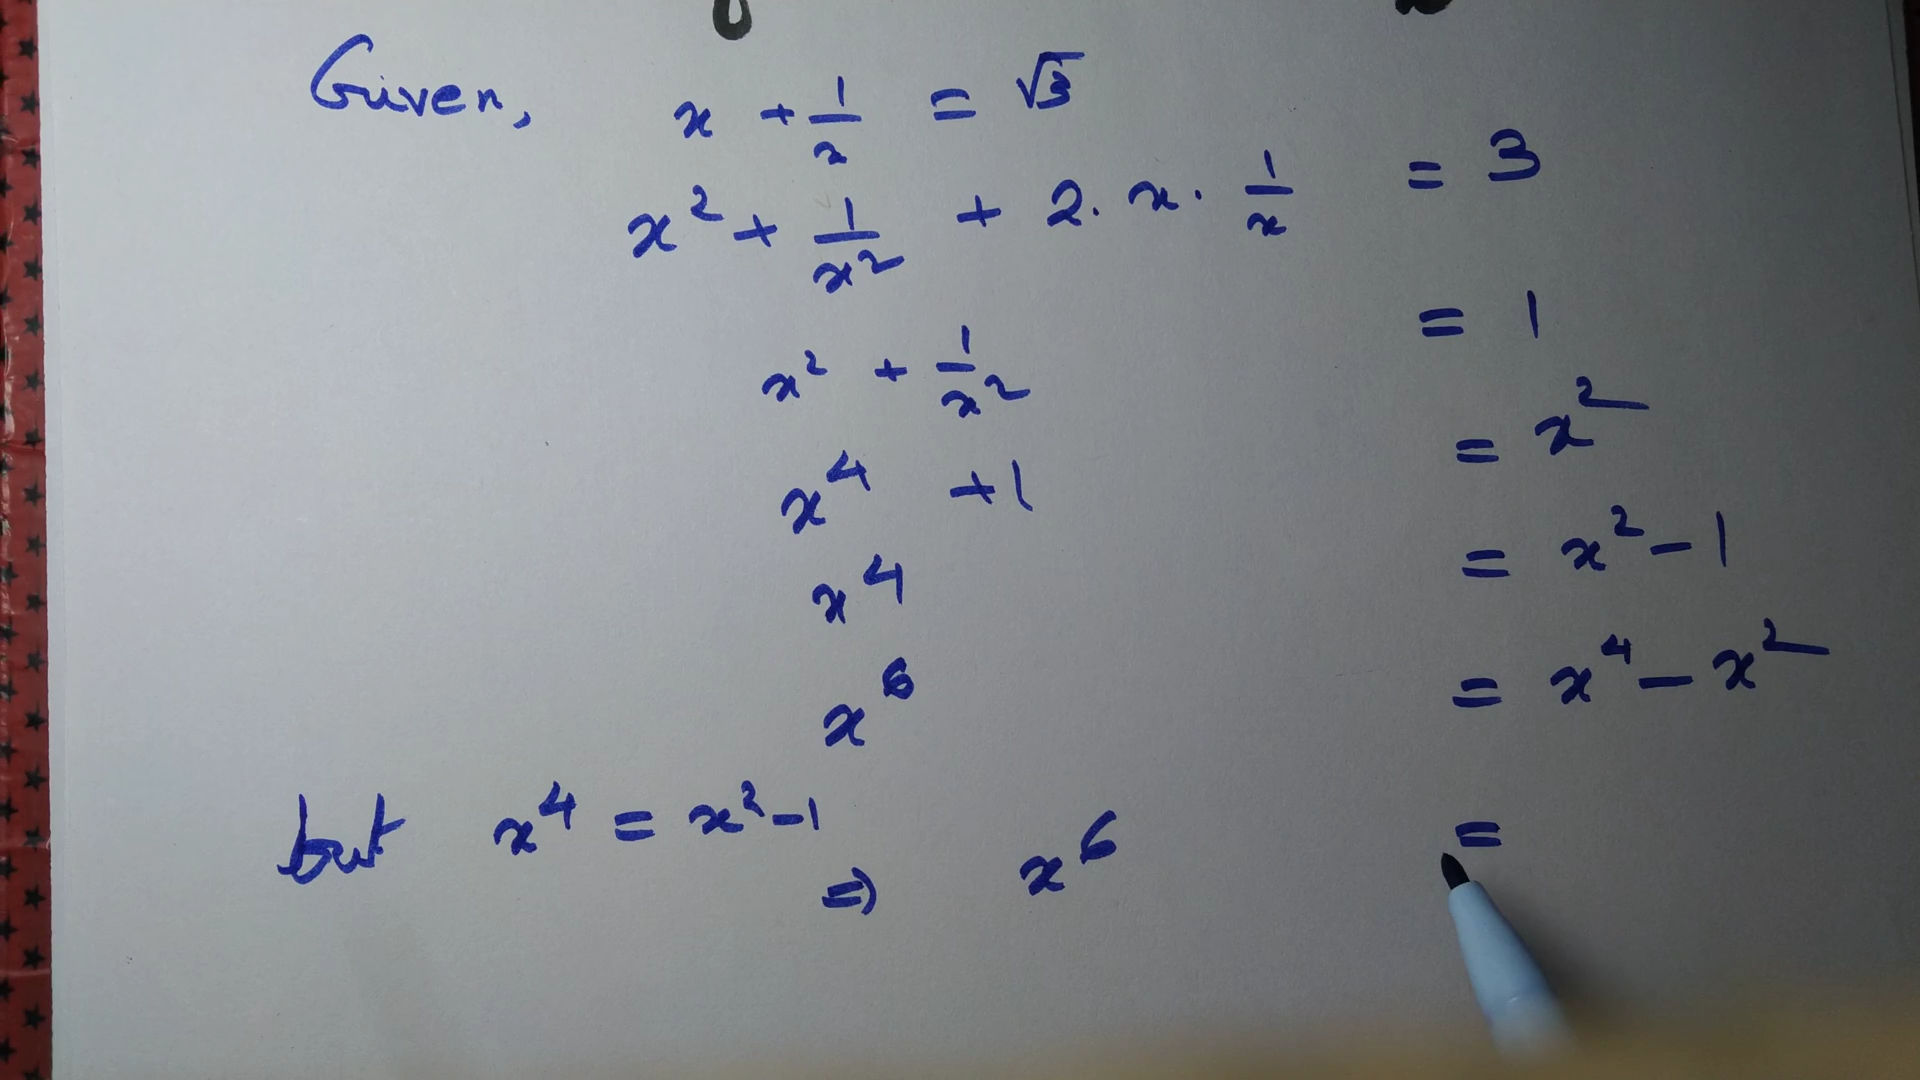 Given, x + 1/x = √3
x² + 1/x² + 2. x. 1/x = 3
x² + 1/x² = 1
x⁴ +1 = x²
x⁴ = x² - 1
x⁶ = x⁴ - x²
but x⁴ = x² - 1
⇒ x⁶ =